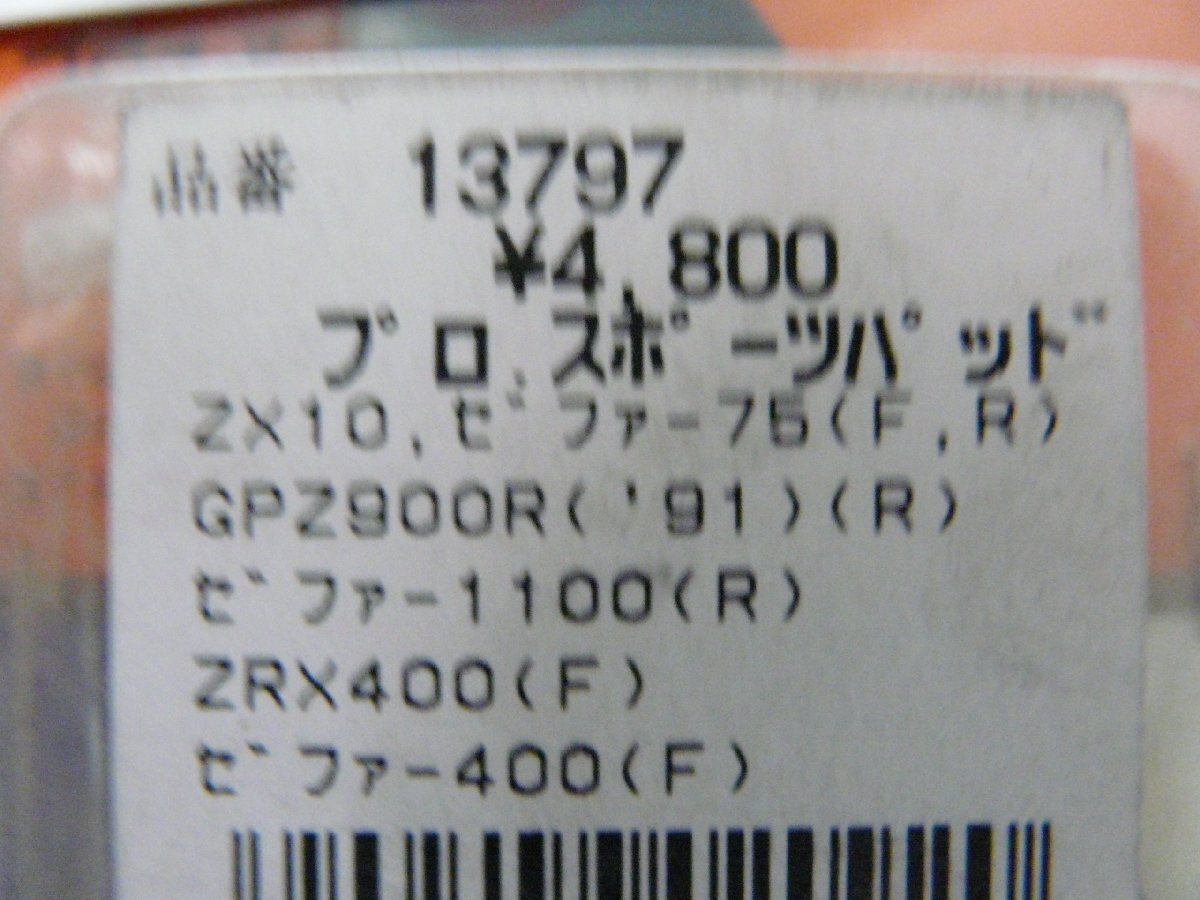 品番 13797
¥4,800
プロ.スポーツパッド
ZX10,ゼファー75(F,R)
GPZ900R('91)(R)
ゼファー1100(R)
ZRX400(F)
ゼファー400(F)